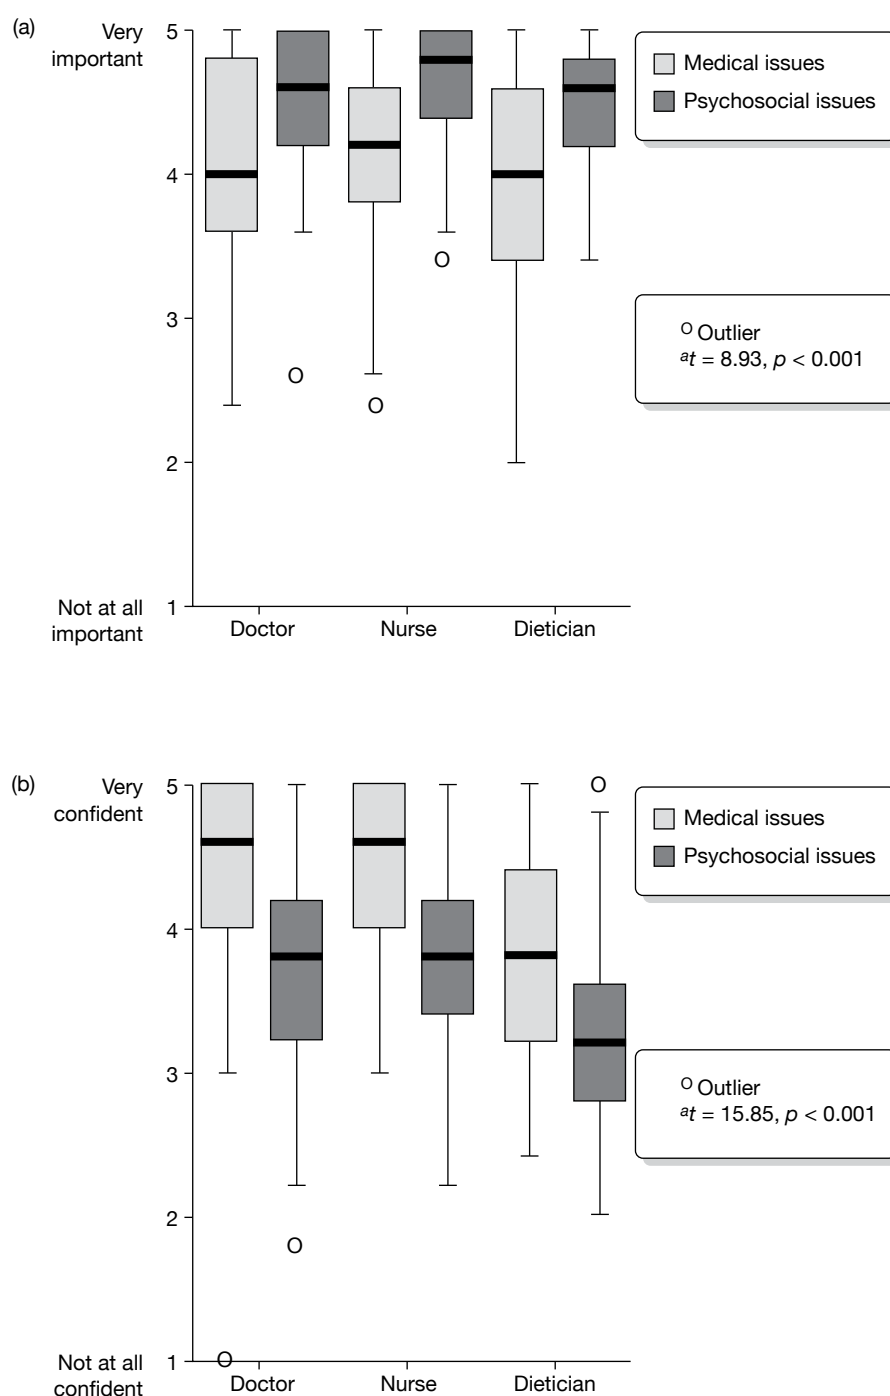 (a)
Very
important
5
4
3
2
Not at all
important
1
Doctor
Nurse
Dietician
Medical issues
Psychosocial issues
O Outlier
ᵃt = 8.93, p < 0.001
(b)
Very
confident
5
4
3
2
Not at all
confident
1
Doctor
Nurse
Dietician
Medical issues
Psychosocial issues
O Outlier
ᵃt = 15.85, p < 0.001